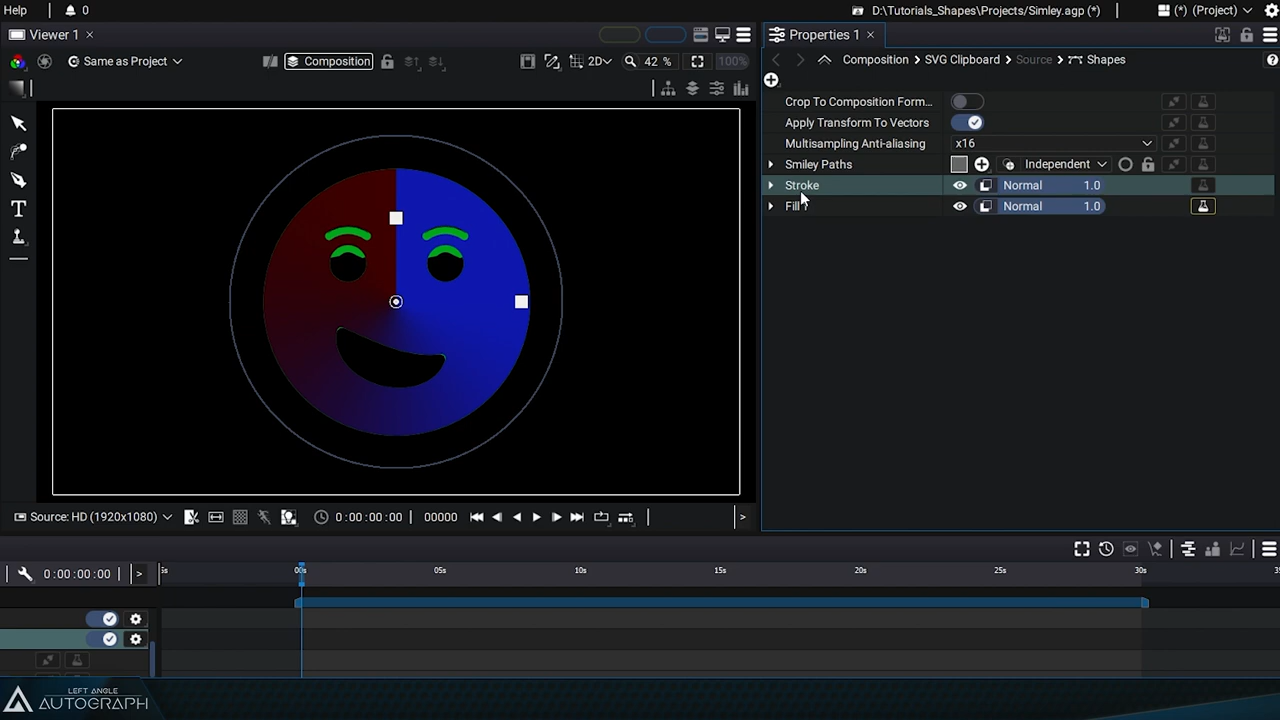 Help 0 D:\Tutorials_Shapes\Projects/Simley.agp (*) (*) (Project)
Viewer 1 Properties 1
Same as Project Composition 2D 42 % 100%
Composition SVG Clipboard Source Shapes
Crop To Composition Form...
Apply Transform To Vectors
Multisampling Anti-aliasing x16
Smiley Paths Independent
Stroke Normal 1.0
Fill Normal 1.0
Source: HD (1920x1080) 0:00:00:00 00000 >
0:00:00:00 > 5s 00s 05s 10s 15s 20s 25s 30s
LEFT ANGLE
AUTOGRAPH